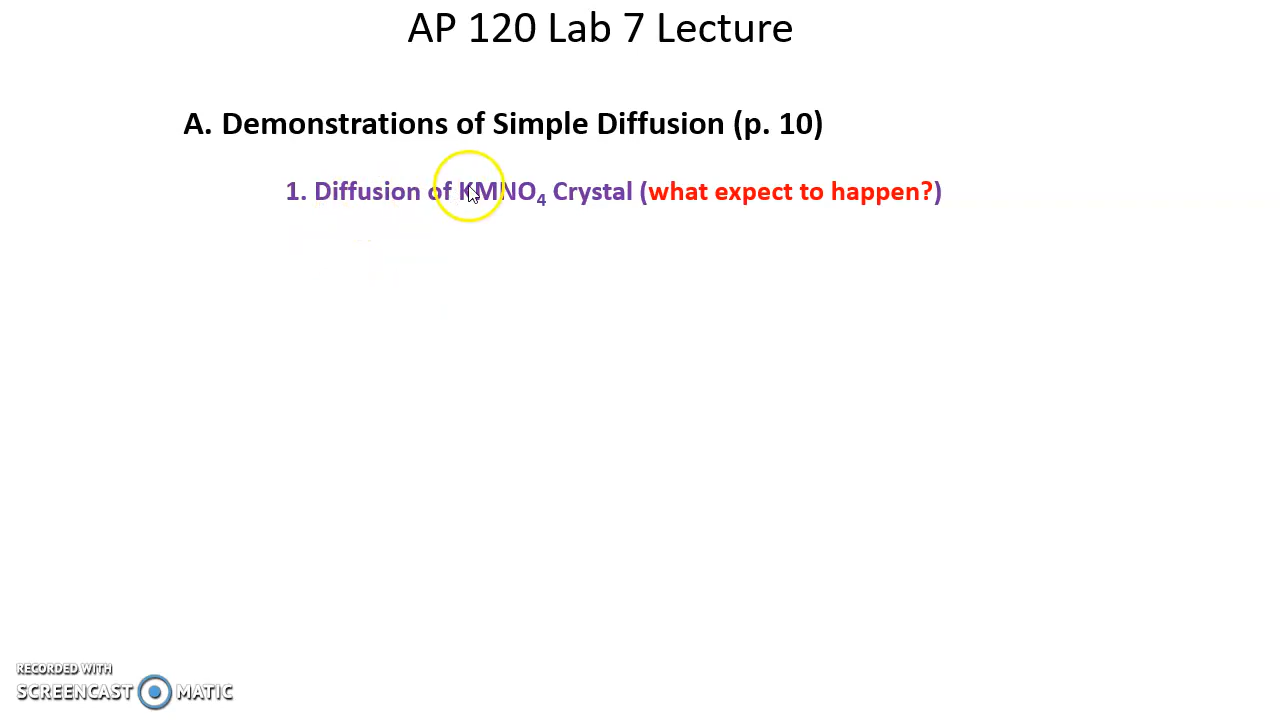 AP 120 Lab 7 Lecture
A. Demonstrations of Simple Diffusion (p. 10)
1. Diffusion of KMNO₄ Crystal (what expect to happen?)
RECORDED WITH
SCREENCAST MATIC